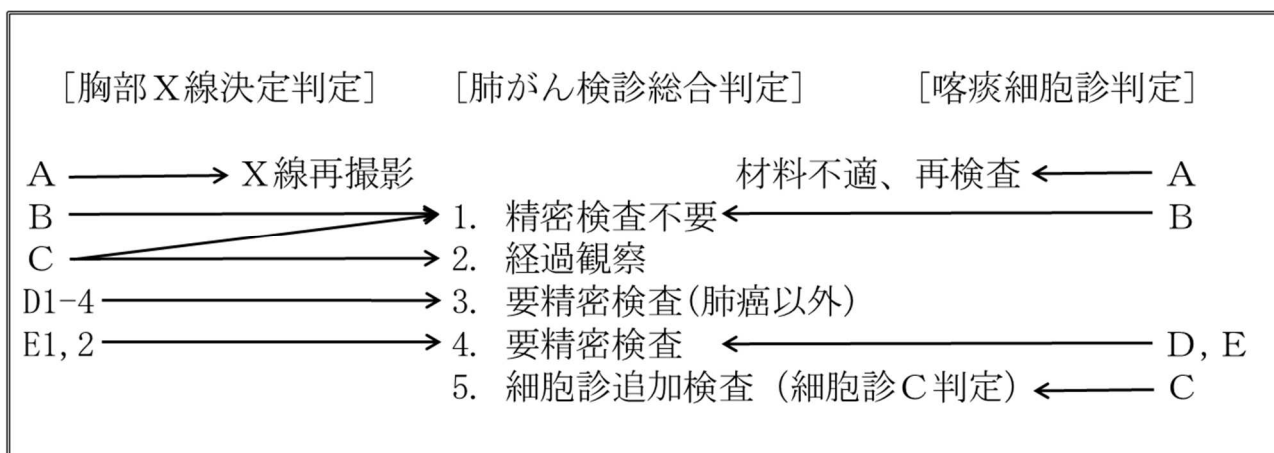 [胸部X線決定判定] [肺がん検診総合判定] [喀痰細胞診判定]
A X線再撮影 材料不適、再検査 A
B 1. 精密検査不要 B
C 2. 経過観察
D1-4 3. 要精密検査(肺癌以外)
E1,2 4. 要精密検査 D, E
5. 細胞診追加検査 (細胞診C判定) C